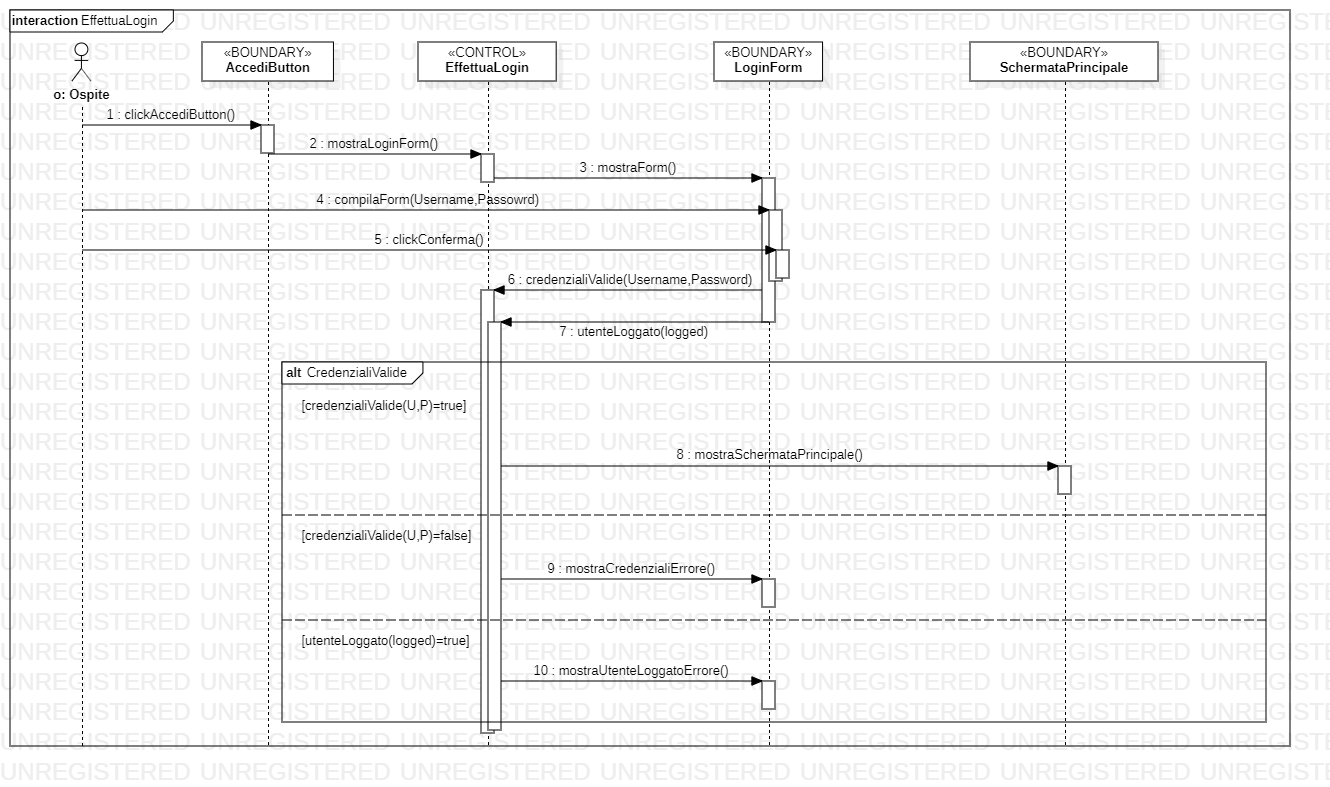 interaction EffettuaLogin
«BOUNDARY»
AccediButton
«CONTROL»
EffettuaLogin
«BOUNDARY»
LoginForm
«BOUNDARY»
SchermataPrincipale
o: Ospite
1 : clickAccediButton()
2 : mostraLoginForm()
3 : mostraForm()
4 : compilaForm(Username,Passowrd)
5 : clickConferma()
6 : credenzialiValide(Username,Password)
7 : utenteLoggato(logged)
alt CredenzialiValide
[credenzialiValide(U,P)=true]
8 : mostraSchermataPrincipale()
[credenzialiValide(U,P)=false]
9 : mostraCredenzialiErrore()
[utenteLoggato(logged)=true]
10 : mostraUtenteLoggatoErrore()
UNREGISTERED UNREGISTERED UNREGISTERED UNREGISTERED UNREGISTERED UNREGISTERED